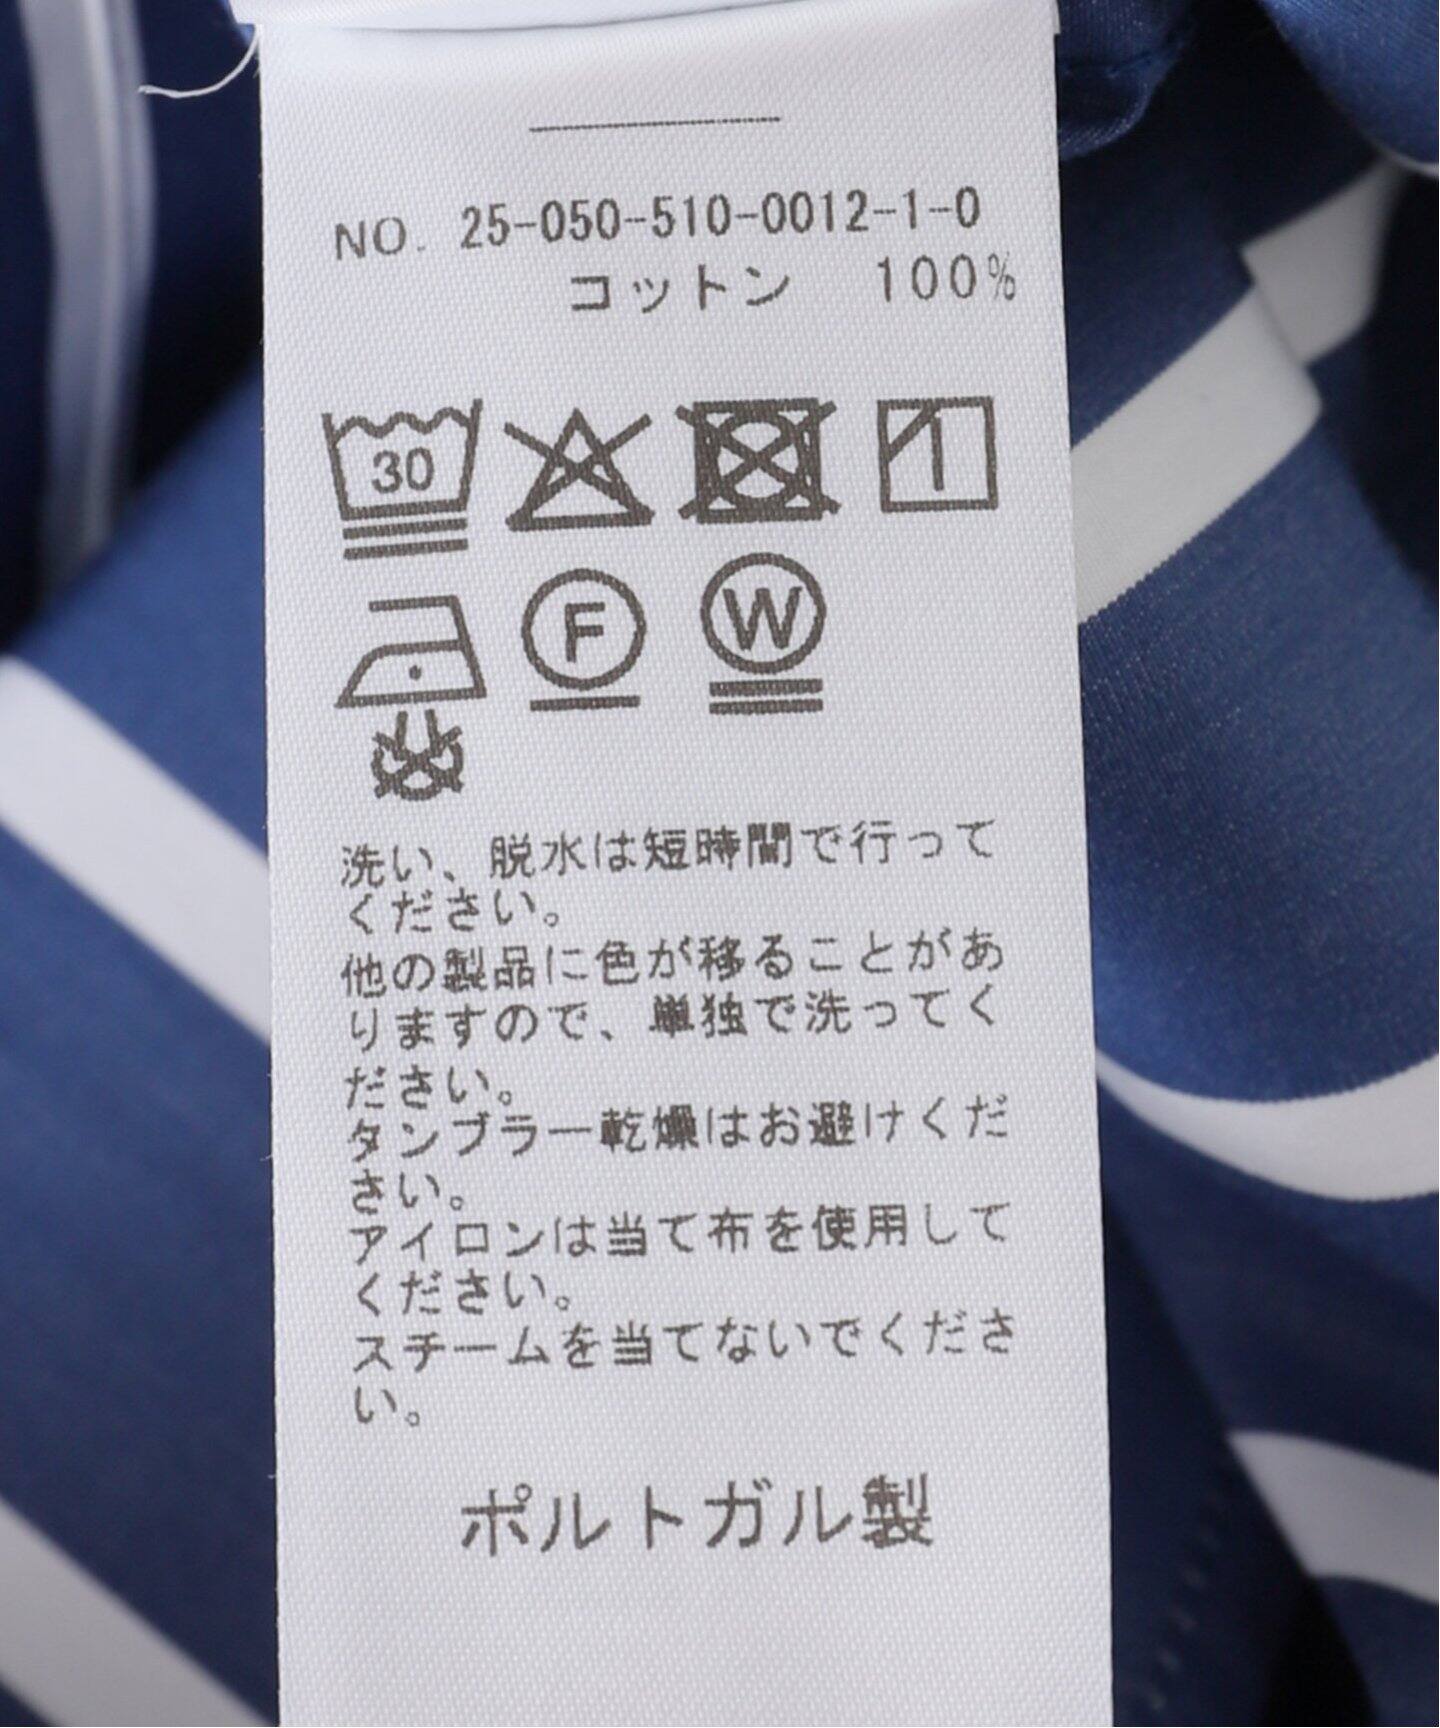 NO. 25-050-510-0012-1-0
コットン 100%
30
F W
洗い、脱水は短時間で行って
ください。
他の製品に色が移ることがあ
りますので、単独で洗ってく
ださい。
タンブラー乾燥はお避けくだ
さい。
アイロンは当て布を使用して
ください。
スチームを当てないでくださ
い。
ポルトガル製